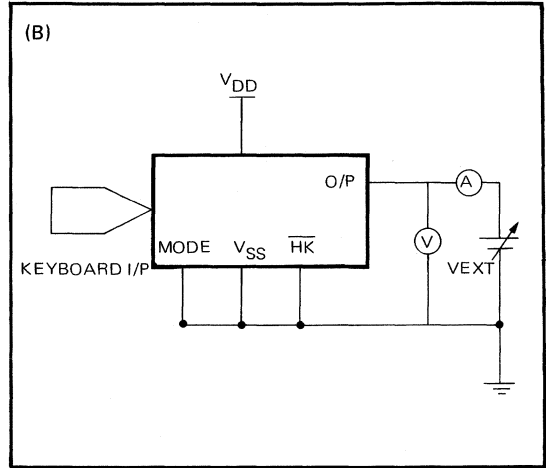 (B)
VDD
O/P
A
MODE VSS HK
V
VEXT
KEYBOARD I/P